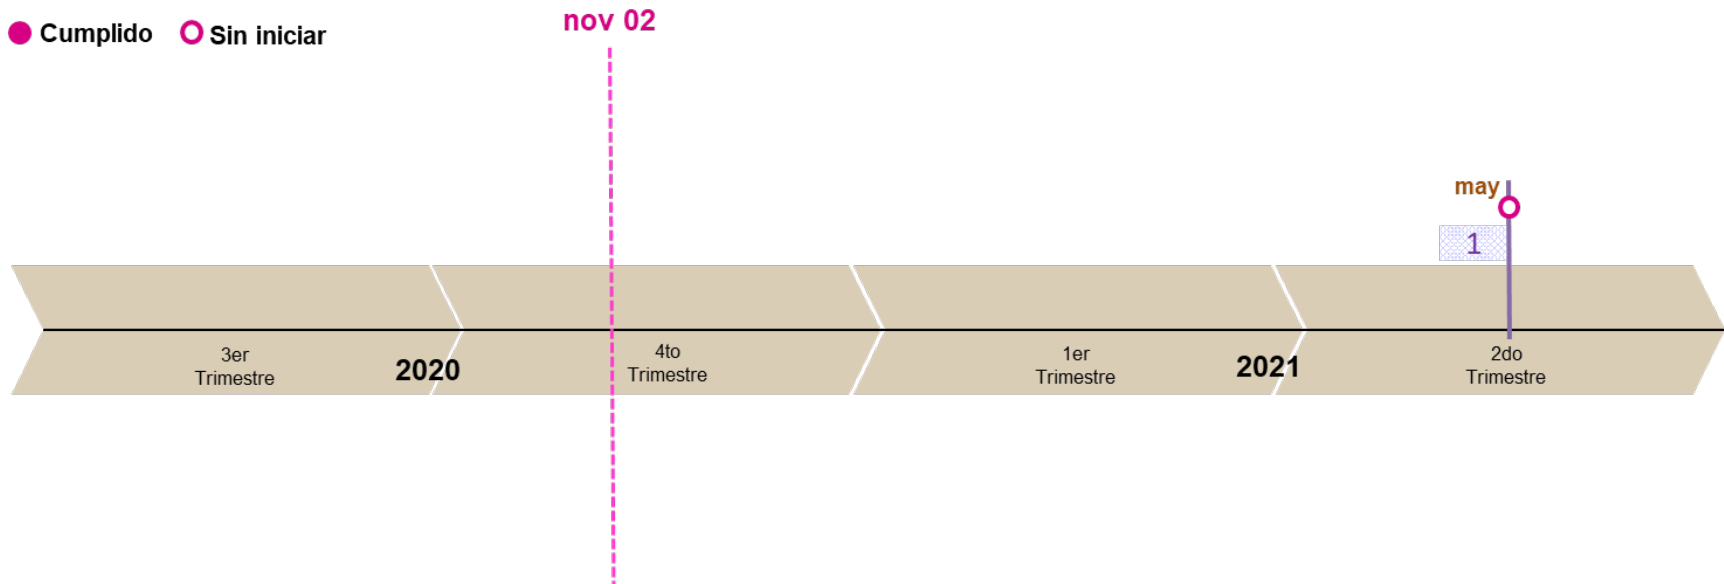 nov 02
Cumplido
Sin iniciar
may
1
3er
Trimestre
2020
4to
Trimestre
1er
Trimestre
2021
2do
Trimestre